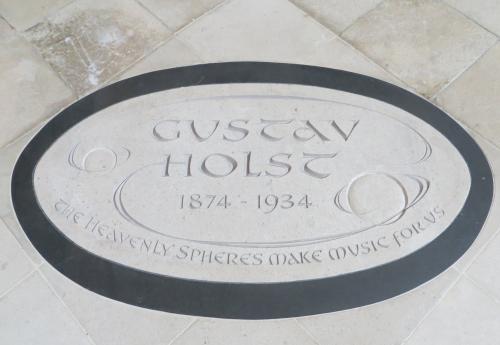 GUSTAV
HOLST
1874 - 1934
THE HEAVENLY SPHERES MAKE MUSIC FOR US